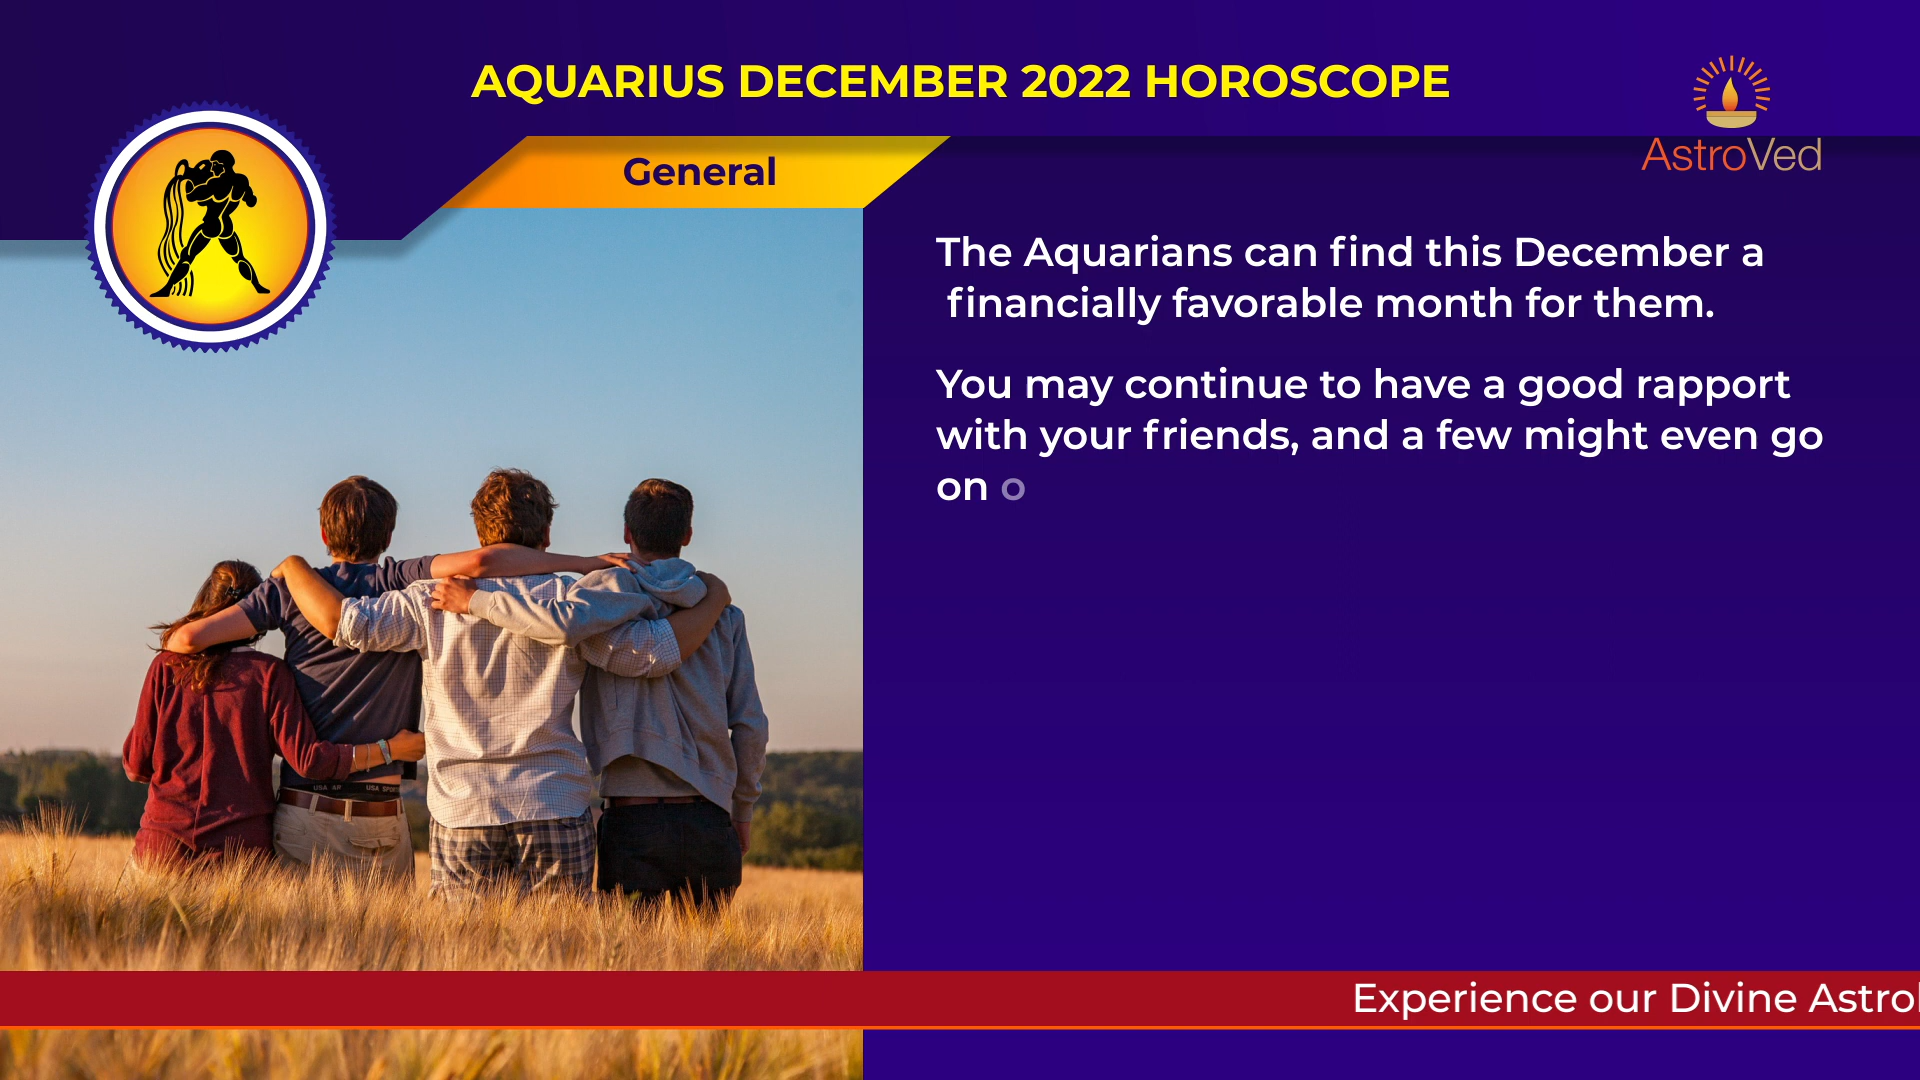 AQUARIUS DECEMBER 2022 HOROSCOPE
AstroVed
General
The Aquarians can find this December a
financially favorable month for them.
You may continue to have a good rapport
with your friends, and a few might even go
on o
Experience our Divine Astrol